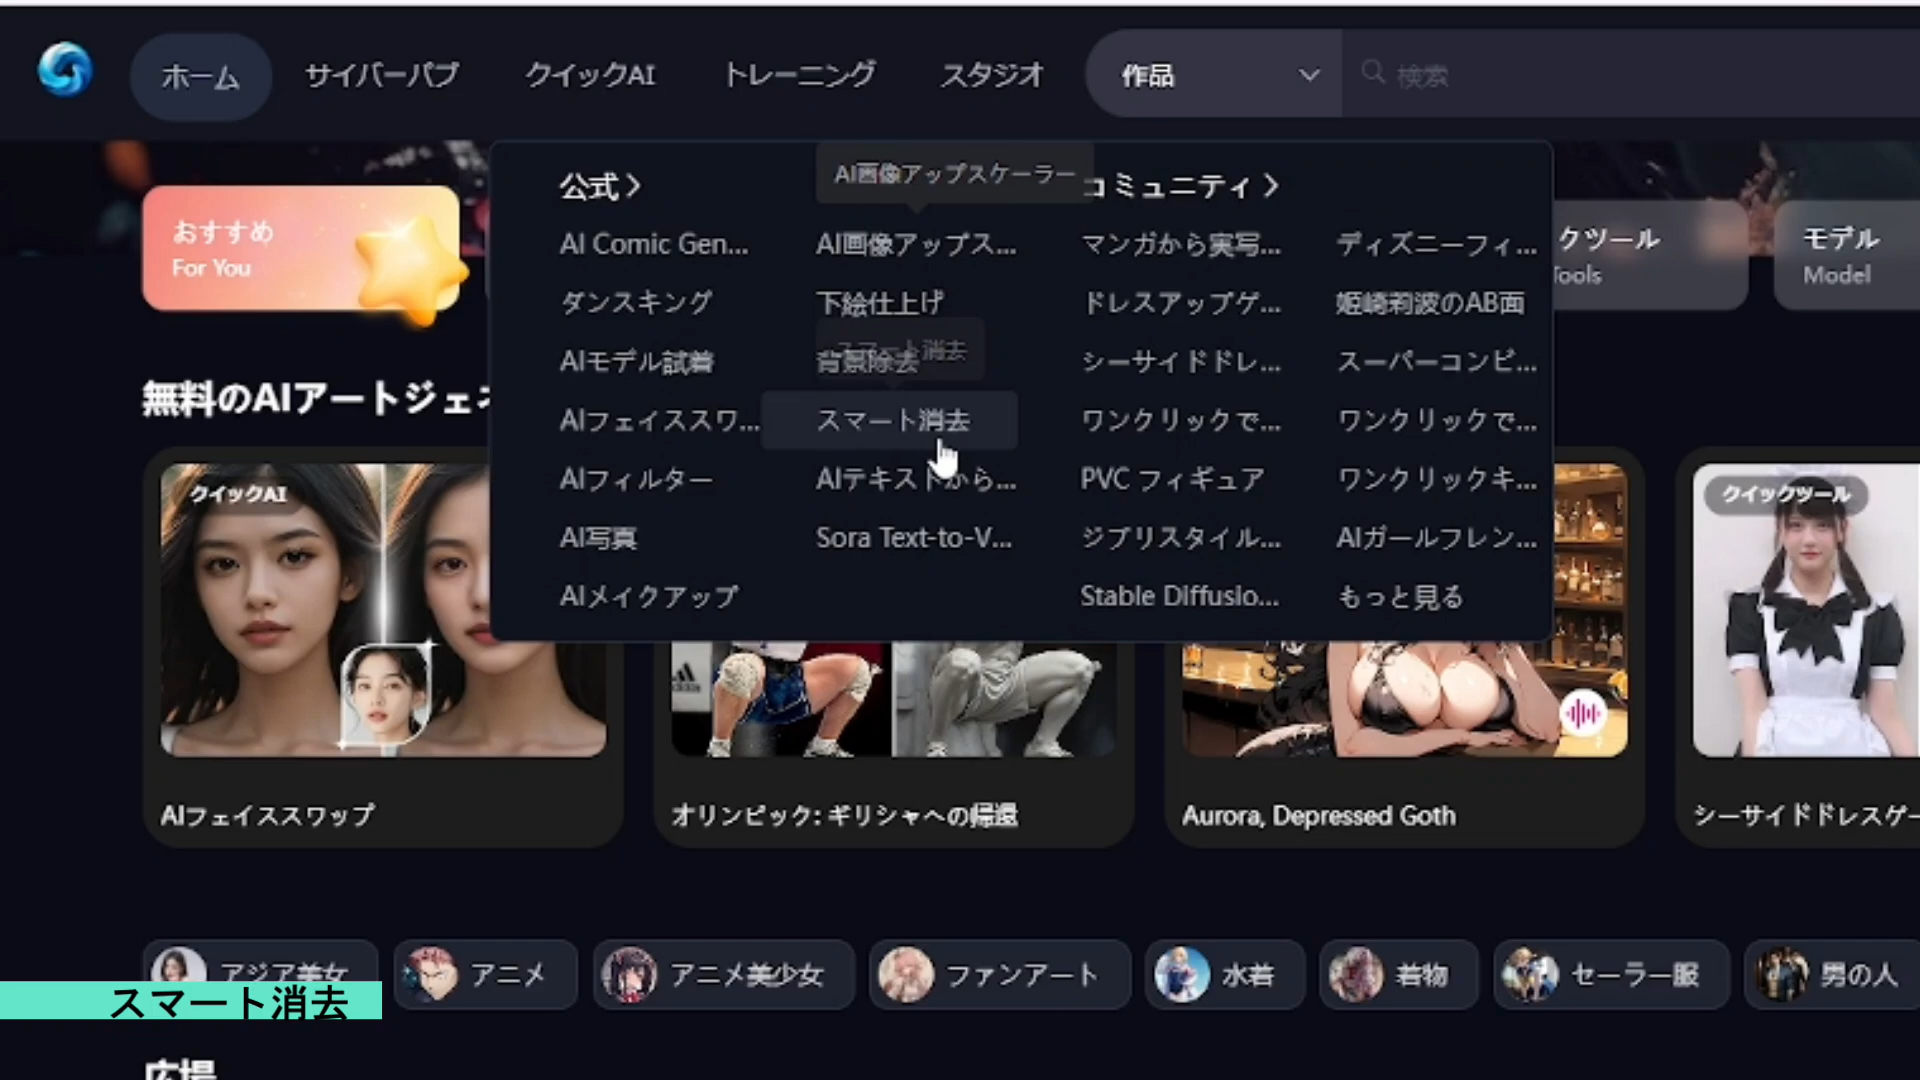 ホーム
サイバーパブ
クイックAI
トレーニング
スタジオ
作品
検索
おすすめ
For You
クツール
Tools
モデル
Model
公式 >
AI Comic Gen...
ダンスキング
AIモデル試着
AIフェイススワ...
AIフィルター
AI写真
AIメイクアップ
AI画像アップスケーラー
AI画像アップス...
下絵仕上げ
スマート消去
背景除去
スマート消去
AIテキストから...
Sora Text-to-V...
コミュニティ >
マンガから実写...
ドレスアップゲ...
シーサイドドレ...
ワンクリックで...
PVC フィギュア
ジブリスタイル...
Stable Diffusio...
ディズニーフィ...
姫崎莉波のAB面
スーパーコンピ...
ワンクリックで...
ワンクリックキ...
AIガールフレン...
もっと見る
無料のAIアートジェネ
クイックAI
AIフェイススワップ
adidas
オリンピック: ギリシャへの帰還
Aurora, Depressed Goth
クイックツール
シーサイドドレスゲー
アジア美女
アニメ
アニメ美少女
ファンアート
水着
着物
セーラー服
男の人
スマート消去
広場